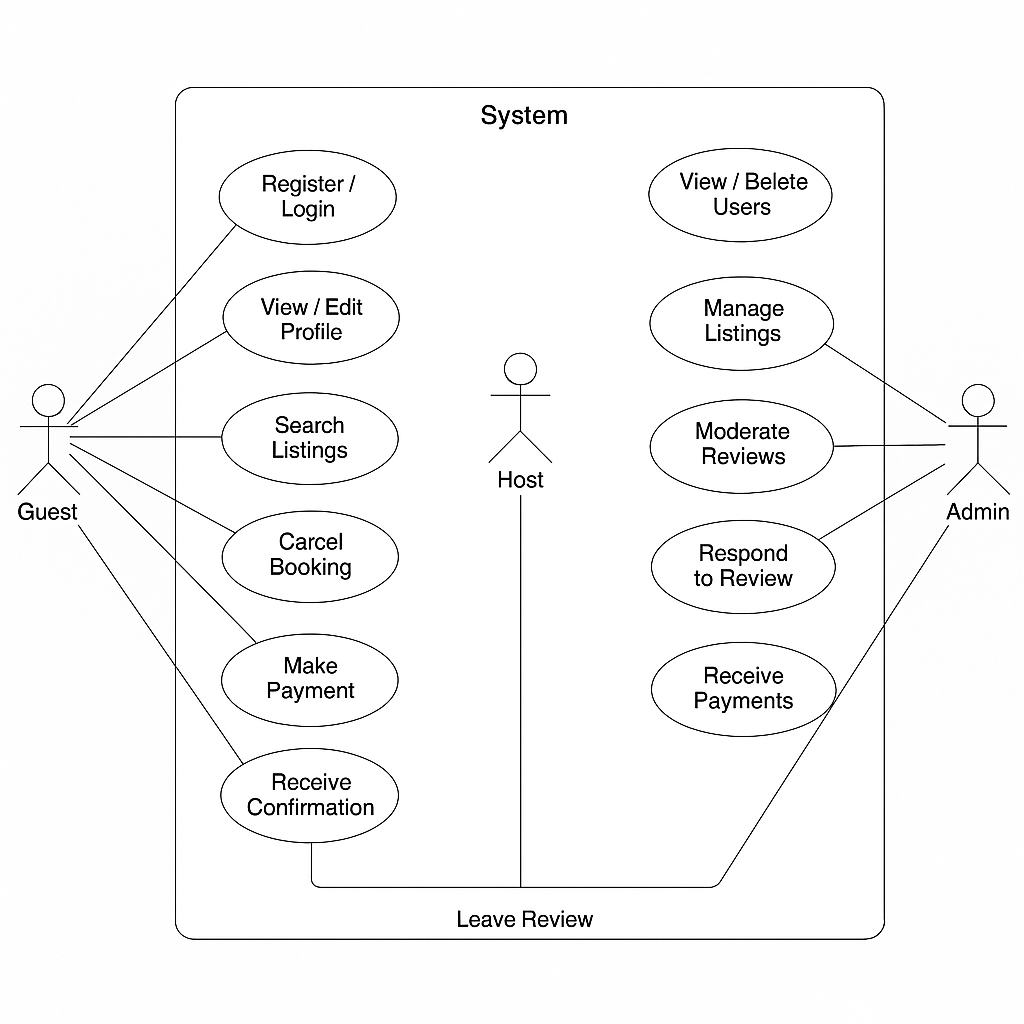 System
Register /
Login
View / Edit
Profile
Search
Listings
Carcel
Booking
Make
Payment
Receive
Confirmation
Guest
Host
View / Belete
Users
Manage
Listings
Moderate
Reviews
Respond
to Review
Receive
Payments
Admin
Leave Review